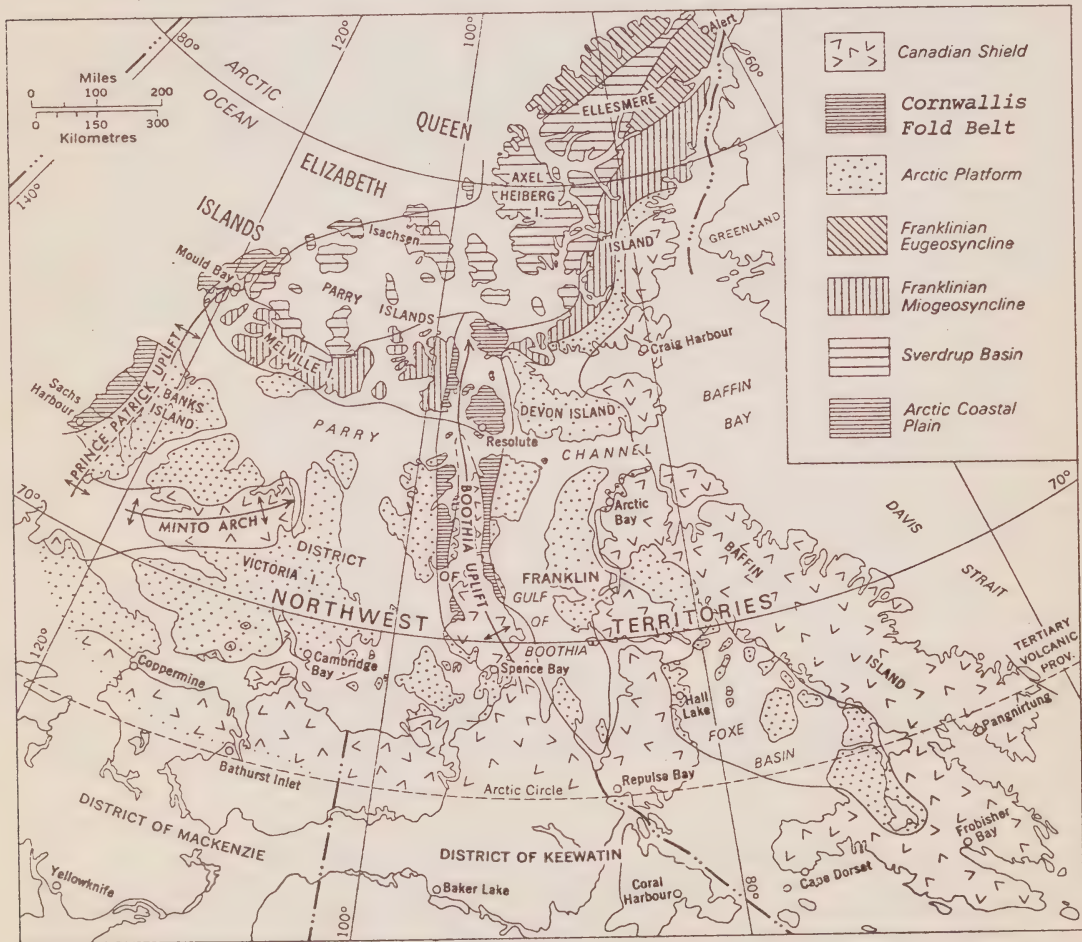 80°
120°
100°
Alert
60°
Miles
0 100 200
0 150 300
Kilometres
ARCTIC
OCEAN
140°
QUEEN
ELIZABETH
ISLANDS
ELLESMERE
AXEL
HEIBERG
I.
ISLAND
GREENLAND
Isachsen
Mould Bay
PARRY
ISLANDS
MELVILLE I.
Craig Harbour
Sachs
Harbour
PRINCE PATRICK UPLIFT
BANKS
ISLAND
DEVON ISLAND
BAFFIN
BAY
Resolute
PARRY
CHANNEL
70°
MINTO ARCH
BOOTHIA UPLIFT
Arctic
Bay
BAFFIN
DAVIS
STRAIT
70°
DISTRICT
OF
FRANKLIN
VICTORIA I.
GULF
OF
BOOTHIA
NORTHWEST
TERRITORIES
TERTIARY
VOLCANIC
PROV.
120°
Coppermine
Cambridge
Bay
Spence Bay
ISLAND
Hall
Lake
FOXE
BASIN
Pangnirtung
Bathurst Inlet
Arctic Circle
Repulse Bay
DISTRICT OF MACKENZIE
DISTRICT OF KEEWATIN
Frobisher
Bay
Yellowknife
Baker Lake
Coral
Harbour
Cape Dorset
100°
80°
Canadian Shield
Cornwallis
Fold Belt
Arctic Platform
Franklinian
Eugeosyncline
Franklinian
Miogeosyncline
Sverdrup Basin
Arctic Coastal
Plain